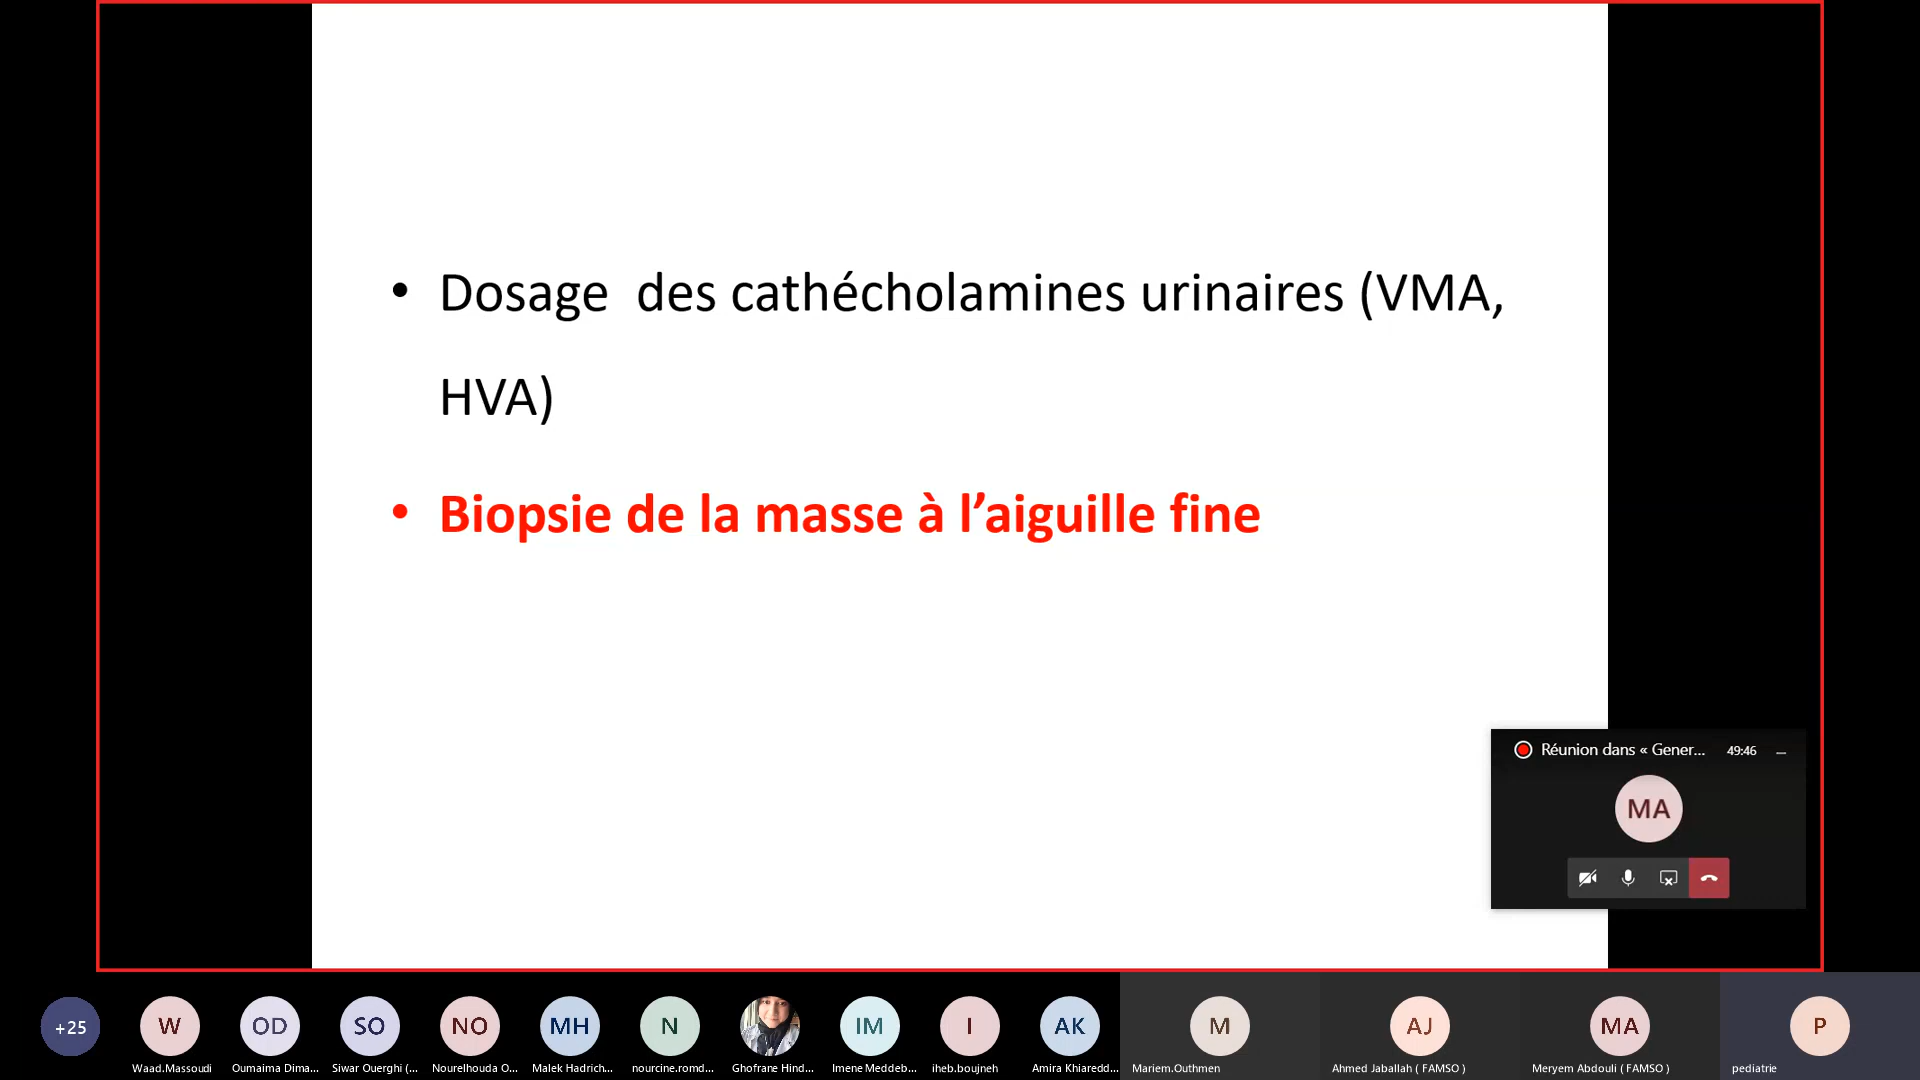 • Dosage  des cathécholamines urinaires (VMA,
HVA)
• Biopsie de la masse à l’aiguille fine
Réunion dans « Gener... 49:46
MA
+25 W OD SO NO MH N IM I AK M AJ MA P
Waad.Massoudi Oumaima Dima... Siwar Ouerghi (... Nourelhouda O... Malek Hadrich... nourcine.romd... Ghofrane Hind... Imene Meddeb... iheb.boujneh Amira Khiaredd... Mariem.Outhmen Ahmed Jaballah ( FAMSO ) Meryem Abdouli ( FAMSO ) pediatrie